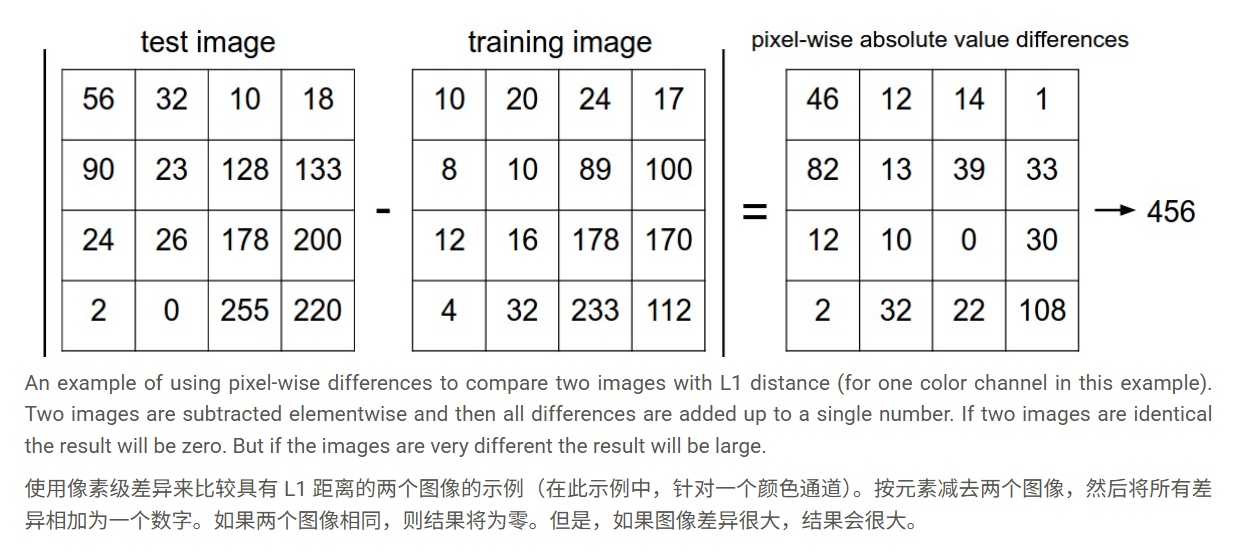 test image training image pixel-wise absolute value differences
56 32 10 18 10 20 24 17 46 12 14 1
90 23 128 133 8 10 89 100 82 13 39 33
- = → 456
24 26 178 200 12 16 178 170 12 10 0 30
2 0 255 220 4 32 233 112 2 32 22 108
An example of using pixel-wise differences to compare two images with L1 distance (for one color channel in this example).
Two images are subtracted elementwise and then all differences are added up to a single number. If two images are identical
the result will be zero. But if the images are very different the result will be large.
使用像素级差异来比较具有 L1 距离的两个图像的示例（在此示例中，针对一个颜色通道）。按元素减去两个图像，然后将所有差
异相加为一个数字。如果两个图像相同，则结果将为零。但是，如果图像差异很大，结果会很大。